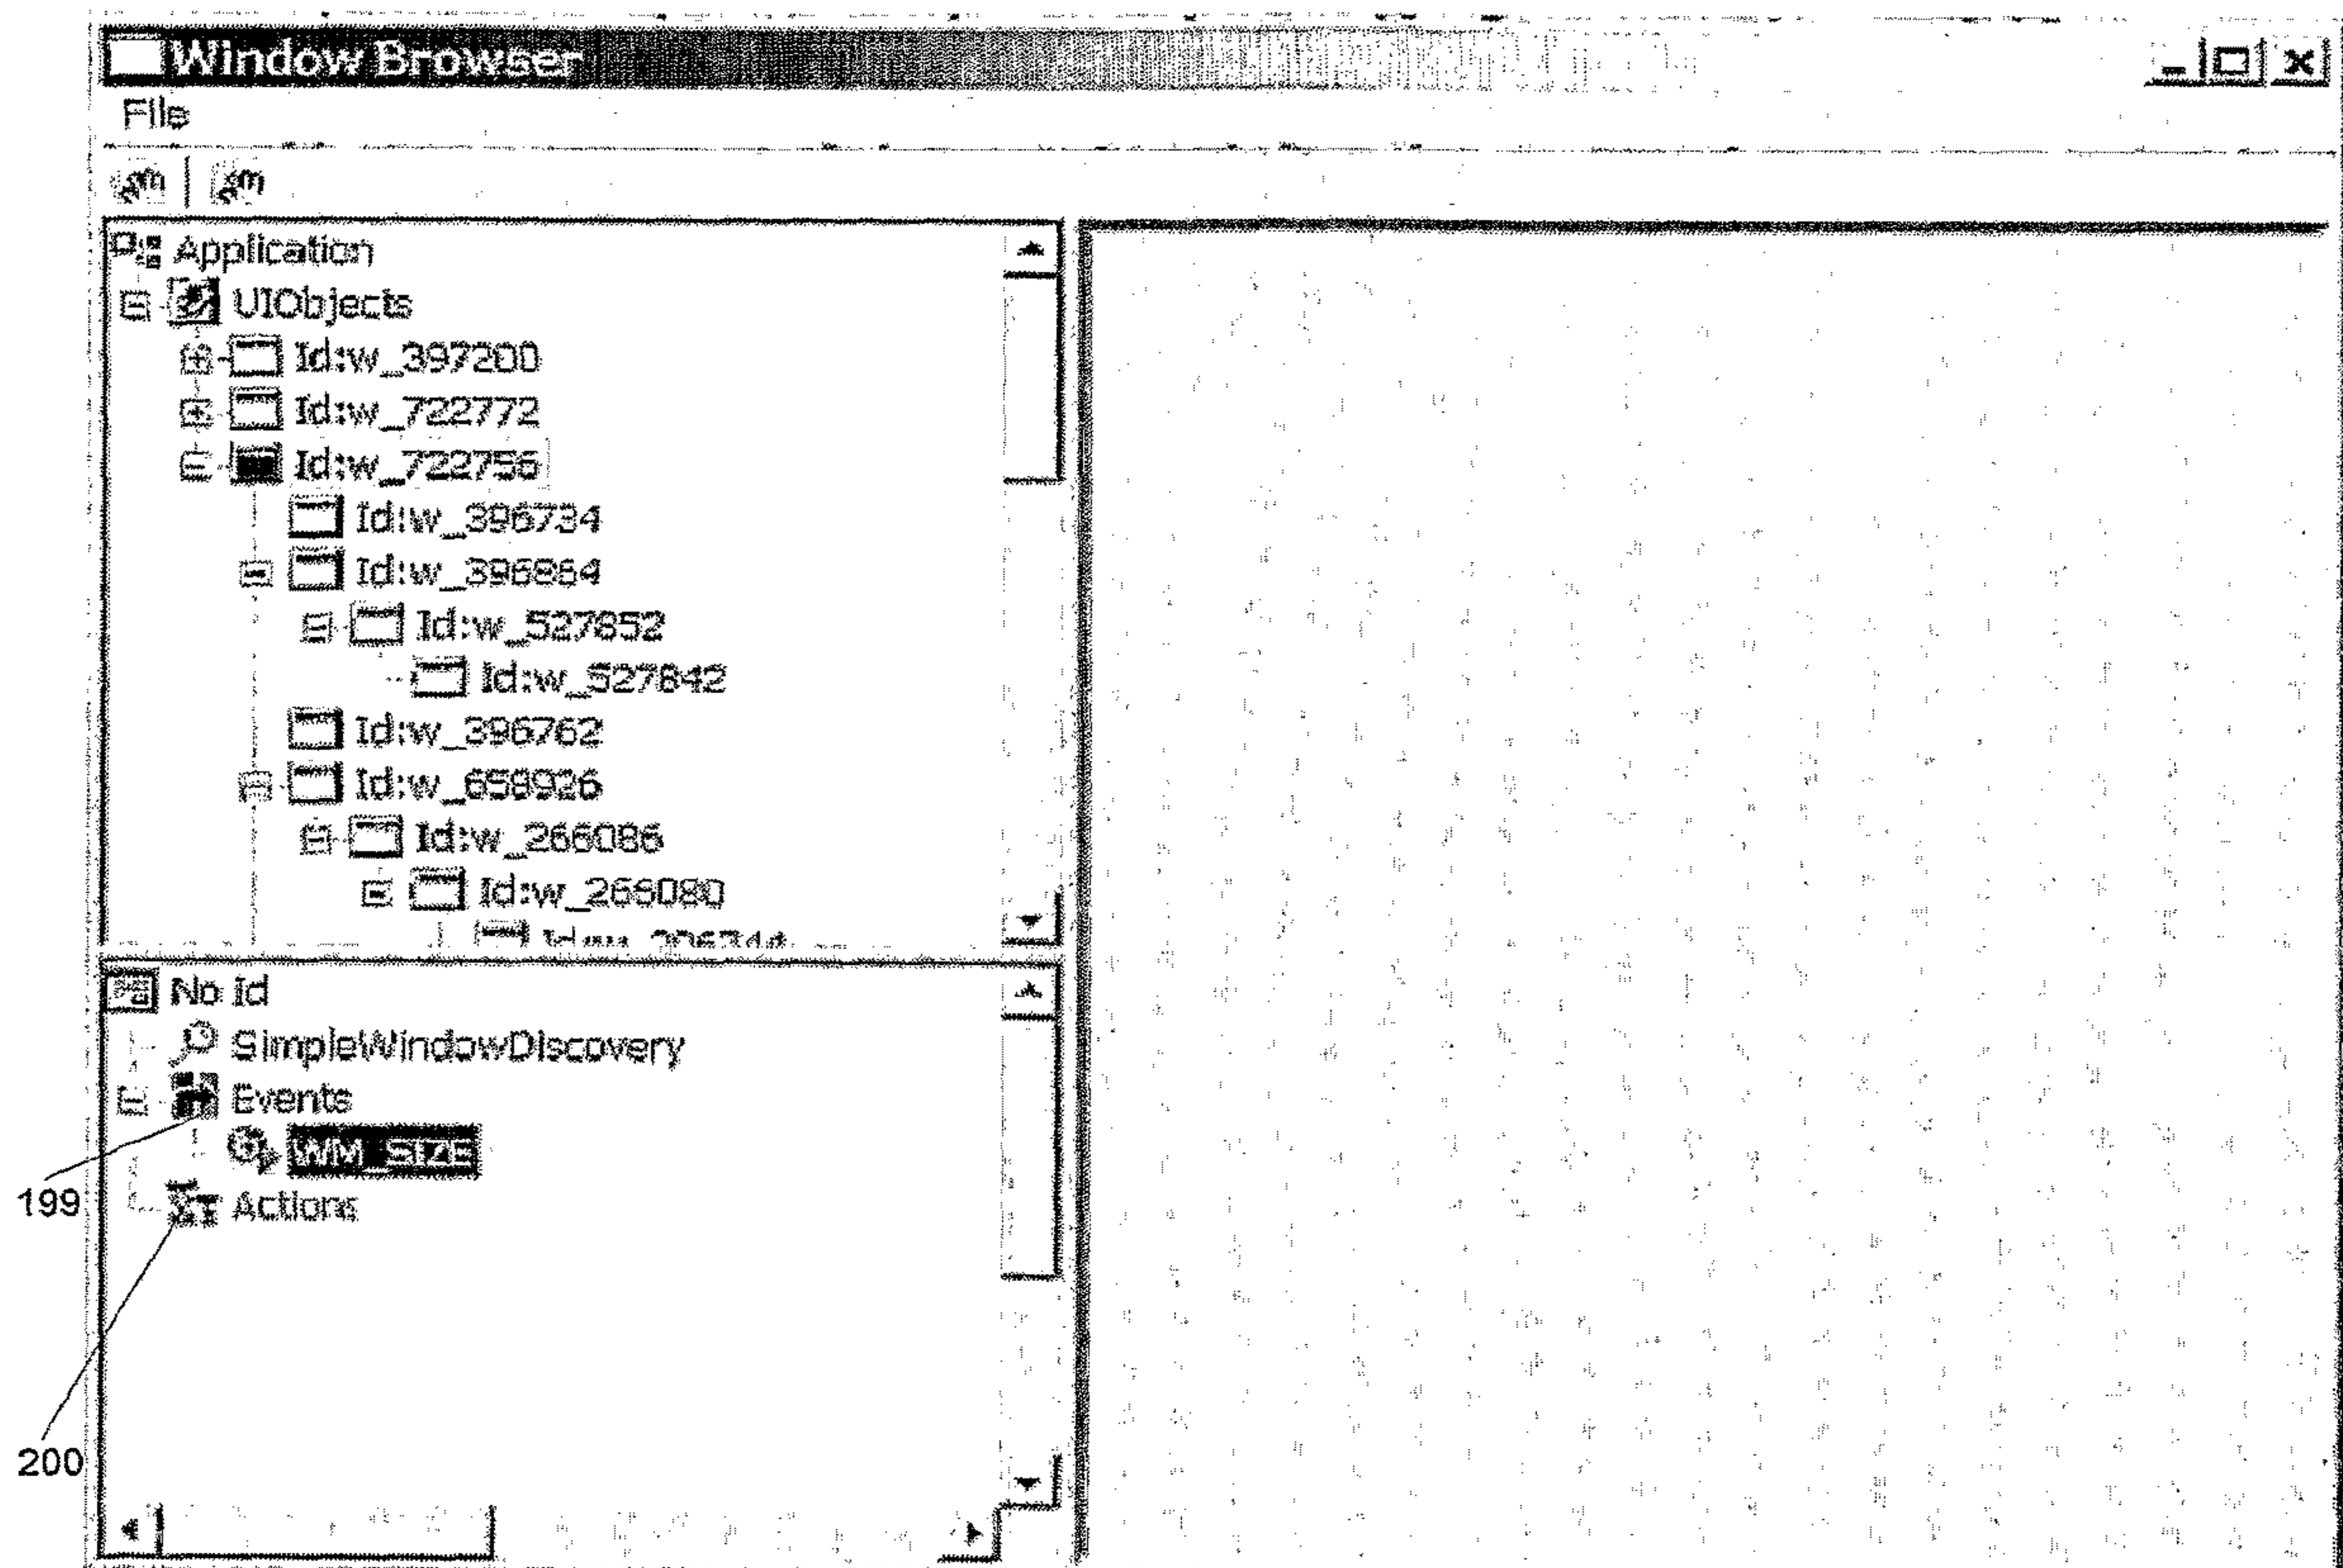 Window Browser
File
Application
UIObjects
Id:w_397200
Id:w_722772
Id:w_722756
Id:w_396734
Id:w_396864
Id:w_527852
Id:w_527842
Id:w_396762
Id:w_658926
Id:w_266086
Id:w_266080
No Id
SimpleWindowDiscovery
Events
WM_SIZE
199
Actions
200